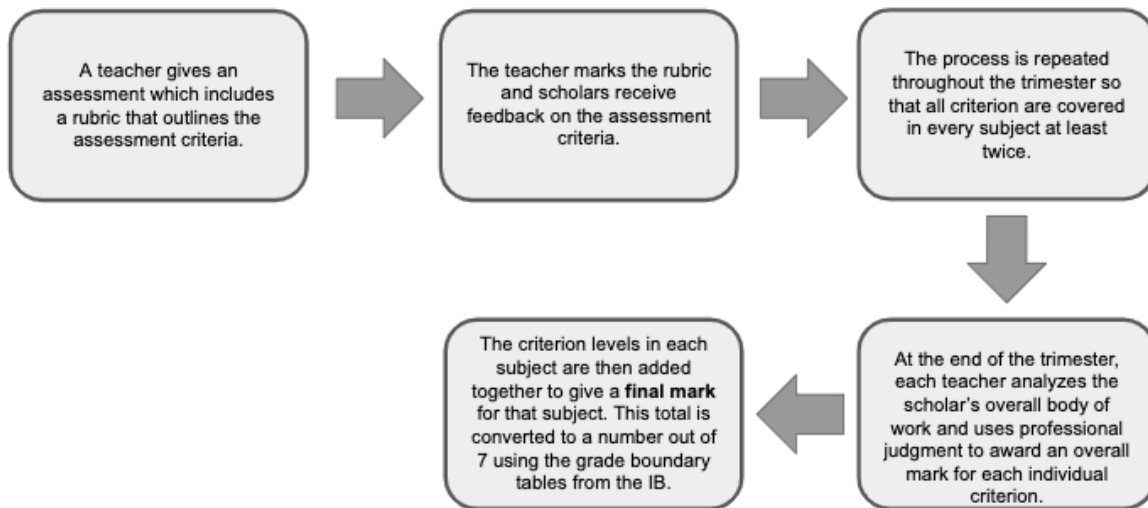 A teacher gives an
assessment which includes
a rubric that outlines the
assessment criteria.
The teacher marks the rubric
and scholars receive
feedback on the assessment
criteria.
The process is repeated
throughout the trimester so
that all criterion are covered
in every subject at least
twice.
At the end of the trimester,
each teacher analyzes the
scholar's overall body of
work and uses professional
judgment to award an overall
mark for each individual
criterion.
The criterion levels in each
subject are then added
together to give a final mark
for that subject. This total is
converted to a number out of
7 using the grade boundary
tables from the IB.